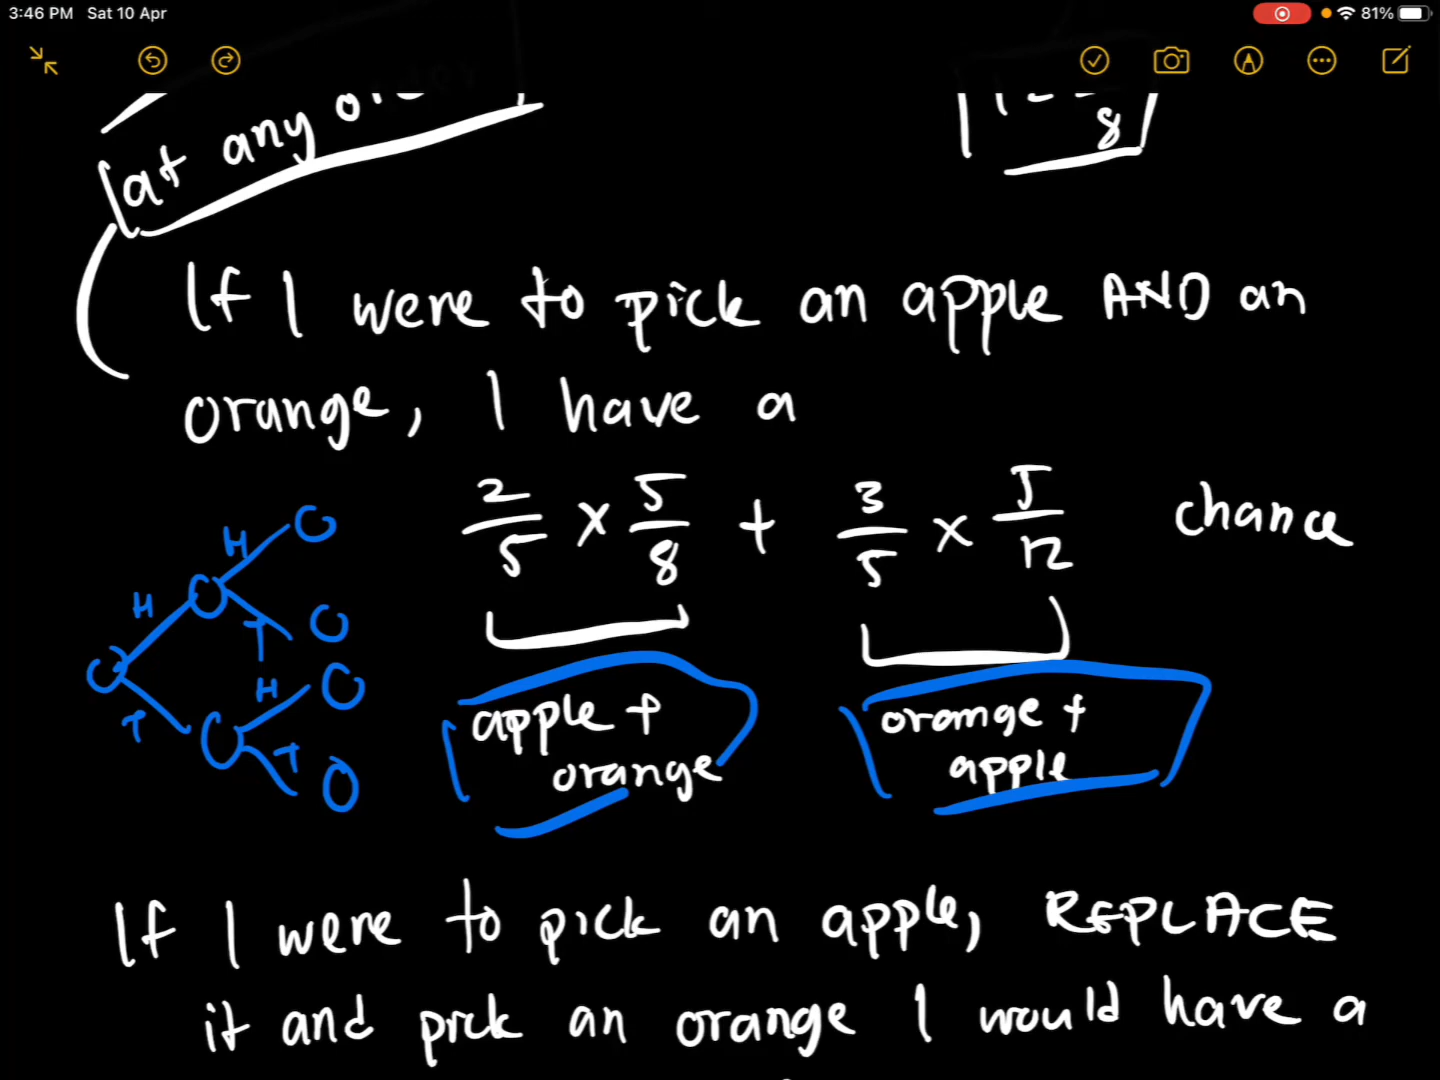 3:46 PM Sat 10 Apr 81%
at any
8
If I were to pick an apple AND an
orange, I have a
2/5 x 5/8 + 3/5 x 5/12 chance
H O
H O
T O
O
H O
T O
T O
apple + orange + 
orange apple
If I were to pick an apple, REPLACE
it and pick an orange I would have a